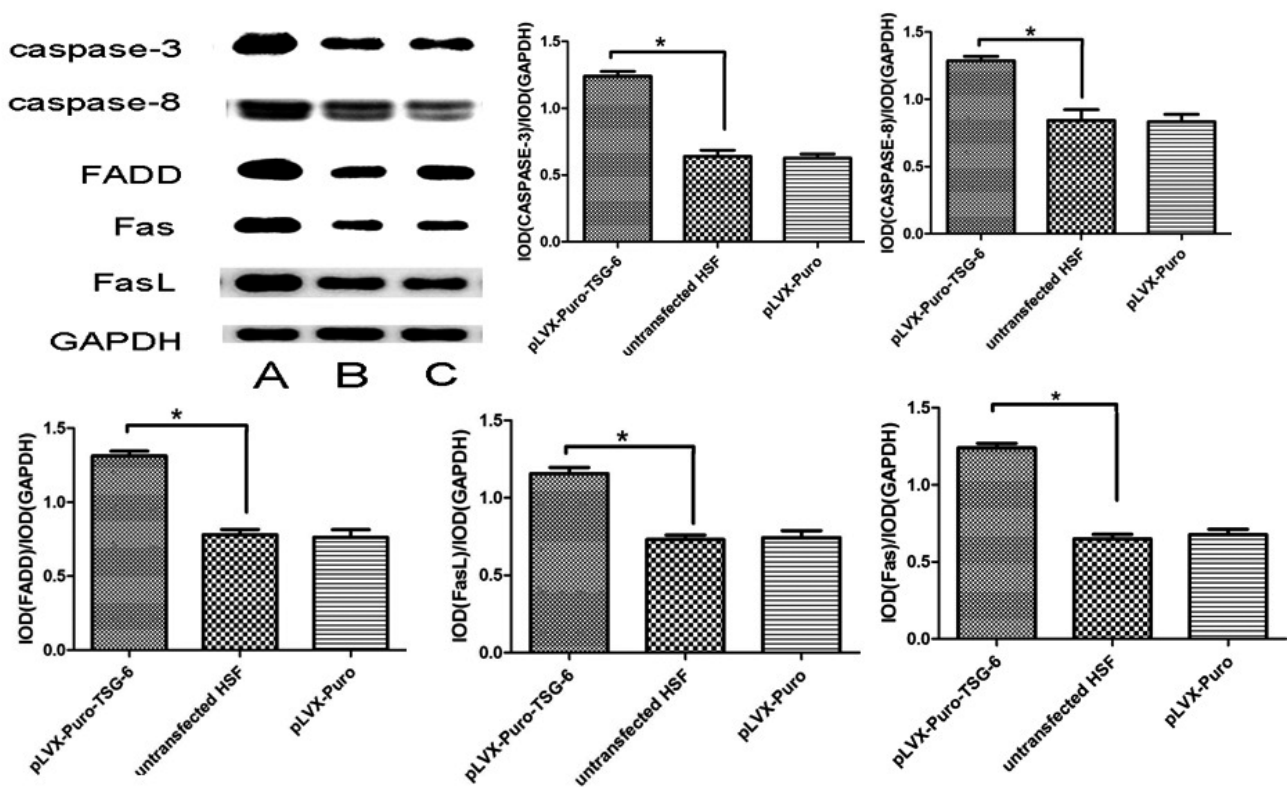 caspase-3
caspase-8
FADD
Fas
FasL
GAPDH
A B C
IOD(CASPASE-3)/IOD(GAPDH)
1.5
1.0
0.5
0.0
*
pLVX-Puro-TSG-6
untransfected HSF
pLVX-Puro
IOD(CASPASE-8)/IOD(GAPDH)
1.5
1.0
0.5
0.0
*
pLVX-Puro-TSG-6
untransfected HSF
pLVX-Puro
IOD(FADD)/IOD(GAPDH)
1.5
1.0
0.5
0.0
*
pLVX-Puro-TSG-6
untransfected HSF
pLVX-Puro
IOD(FasL)/IOD(GAPDH)
1.5
1.0
0.5
0.0
*
pLVX-Puro-TSG-6
untransfected HSF
pLVX-Puro
IOD(Fas)/IOD(GAPDH)
1.5
1.0
0.5
0.0
*
pLVX-Puro-TSG-6
untransfected HSF
pLVX-Puro